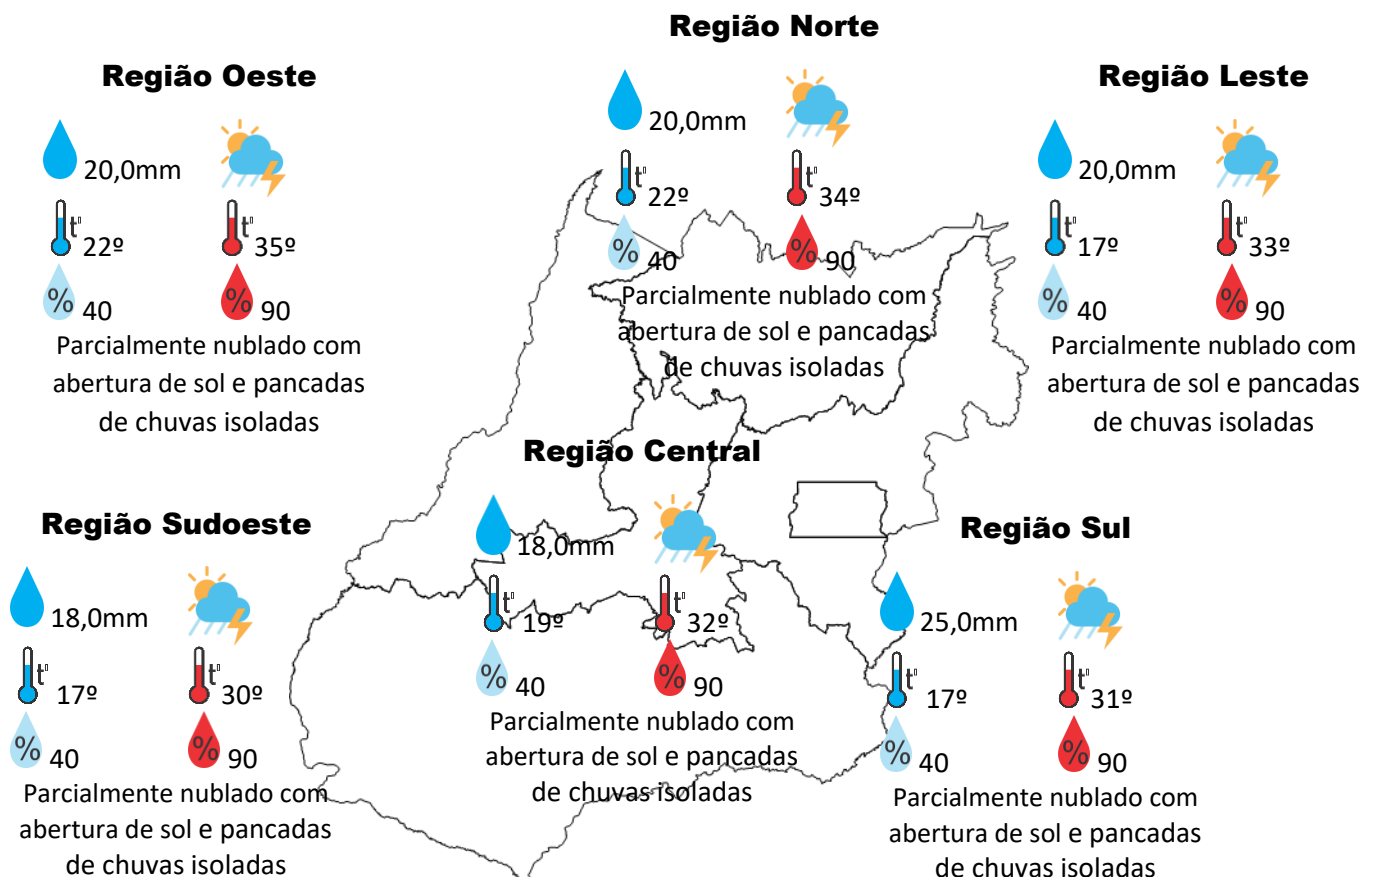 Região Norte
20,0mm
t°
22º
t°
34º
%
40
%
90
Parcialmente nublado com
abertura de sol e pancadas
de chuvas isoladas
Região Oeste
20,0mm
t°
22º
t°
35º
%
40
%
90
Parcialmente nublado com
abertura de sol e pancadas
de chuvas isoladas
Região Leste
20,0mm
t°
17º
t°
33º
%
40
%
90
Parcialmente nublado com
abertura de sol e pancadas
de chuvas isoladas
Região Central
18,0mm
t°
19º
t°
32º
%
40
%
90
Parcialmente nublado com
abertura de sol e pancadas
de chuvas isoladas
Região Sudoeste
18,0mm
t°
17º
t°
30º
%
40
%
90
Parcialmente nublado com
abertura de sol e pancadas
de chuvas isoladas
Região Sul
25,0mm
t°
17º
t°
31º
%
40
%
90
Parcialmente nublado com
abertura de sol e pancadas
de chuvas isoladas